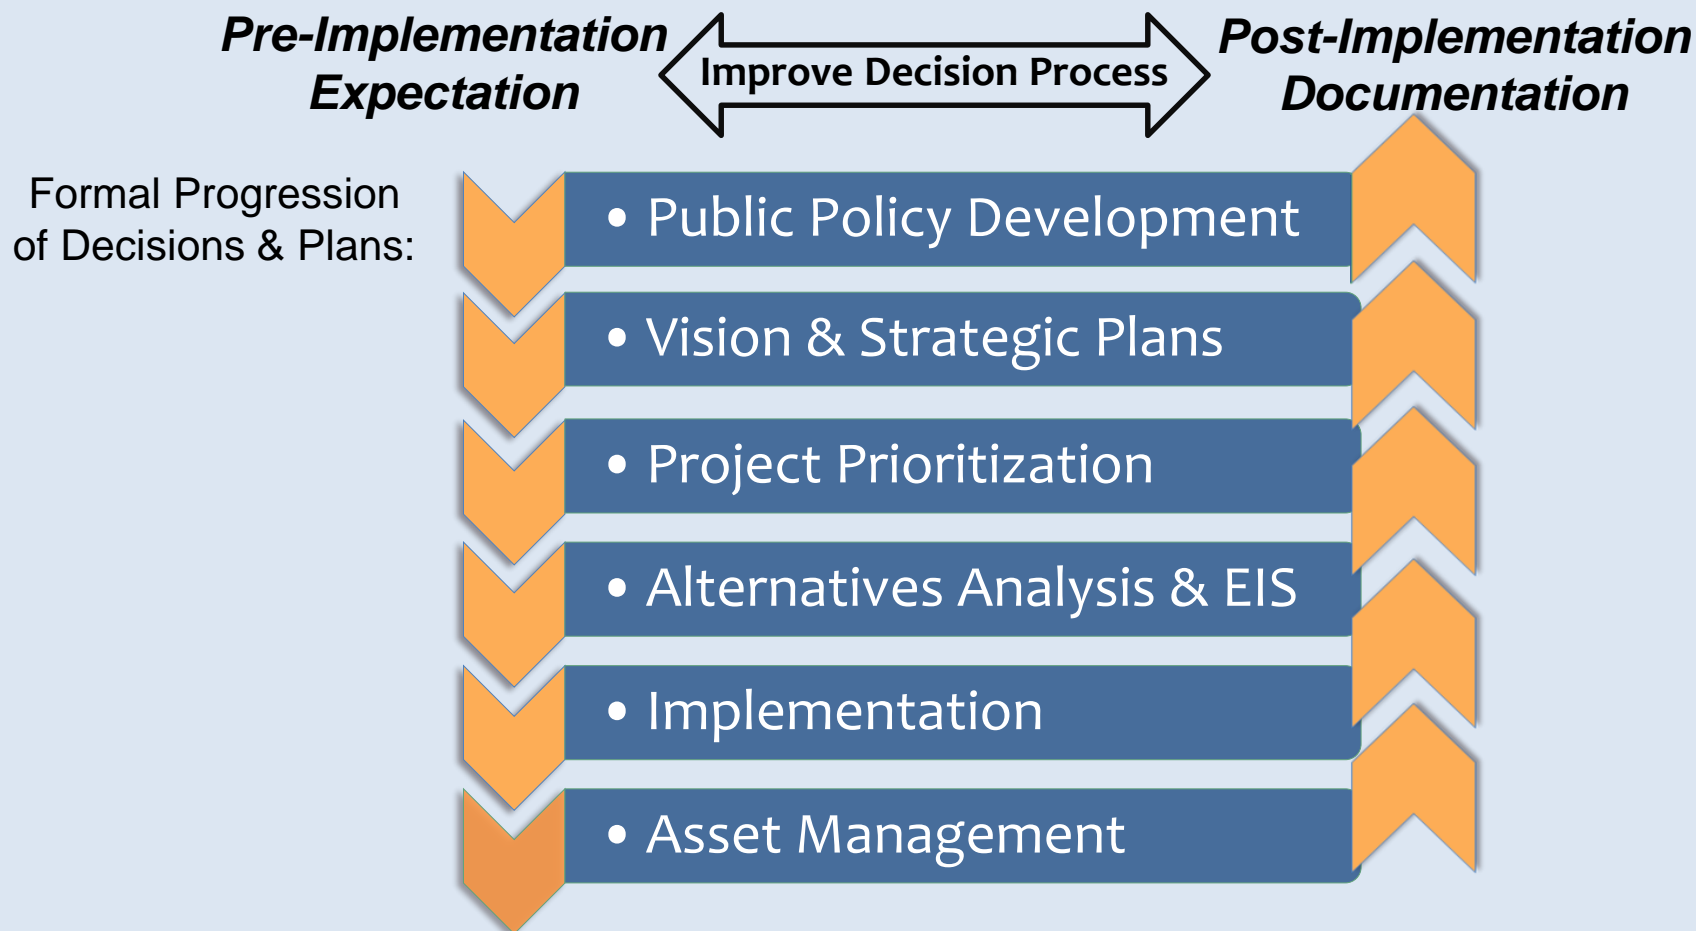 Pre-Implementation
Expectation
Improve Decision Process
Post-Implementation
Documentation
Formal Progression
of Decisions & Plans:
• Public Policy Development
• Vision & Strategic Plans
• Project Prioritization
• Alternatives Analysis & EIS
• Implementation
• Asset Management